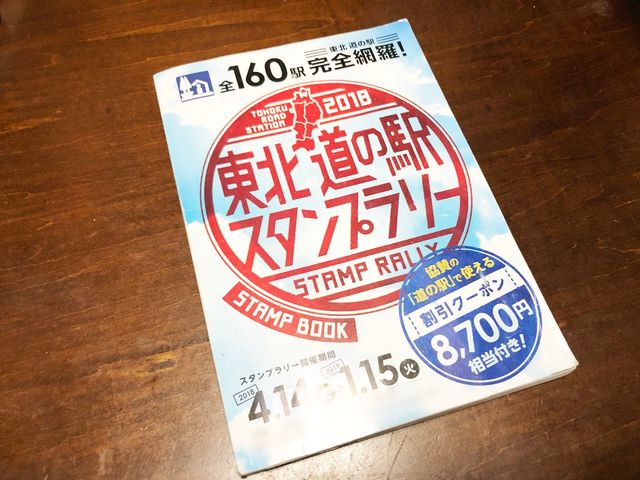 東北 道の駅
全160駅 完全網羅！
TOHOKU
ROAD
STATION
2018
東北 道の駅
スタンプラリー
STAMP RALLY
STAMP BOOK
協賛の
「道の駅」で使える
割引クーポン
8,700円
相当付き！
スタンプラリー開催期間
2018 2019
4.14 1.15 火